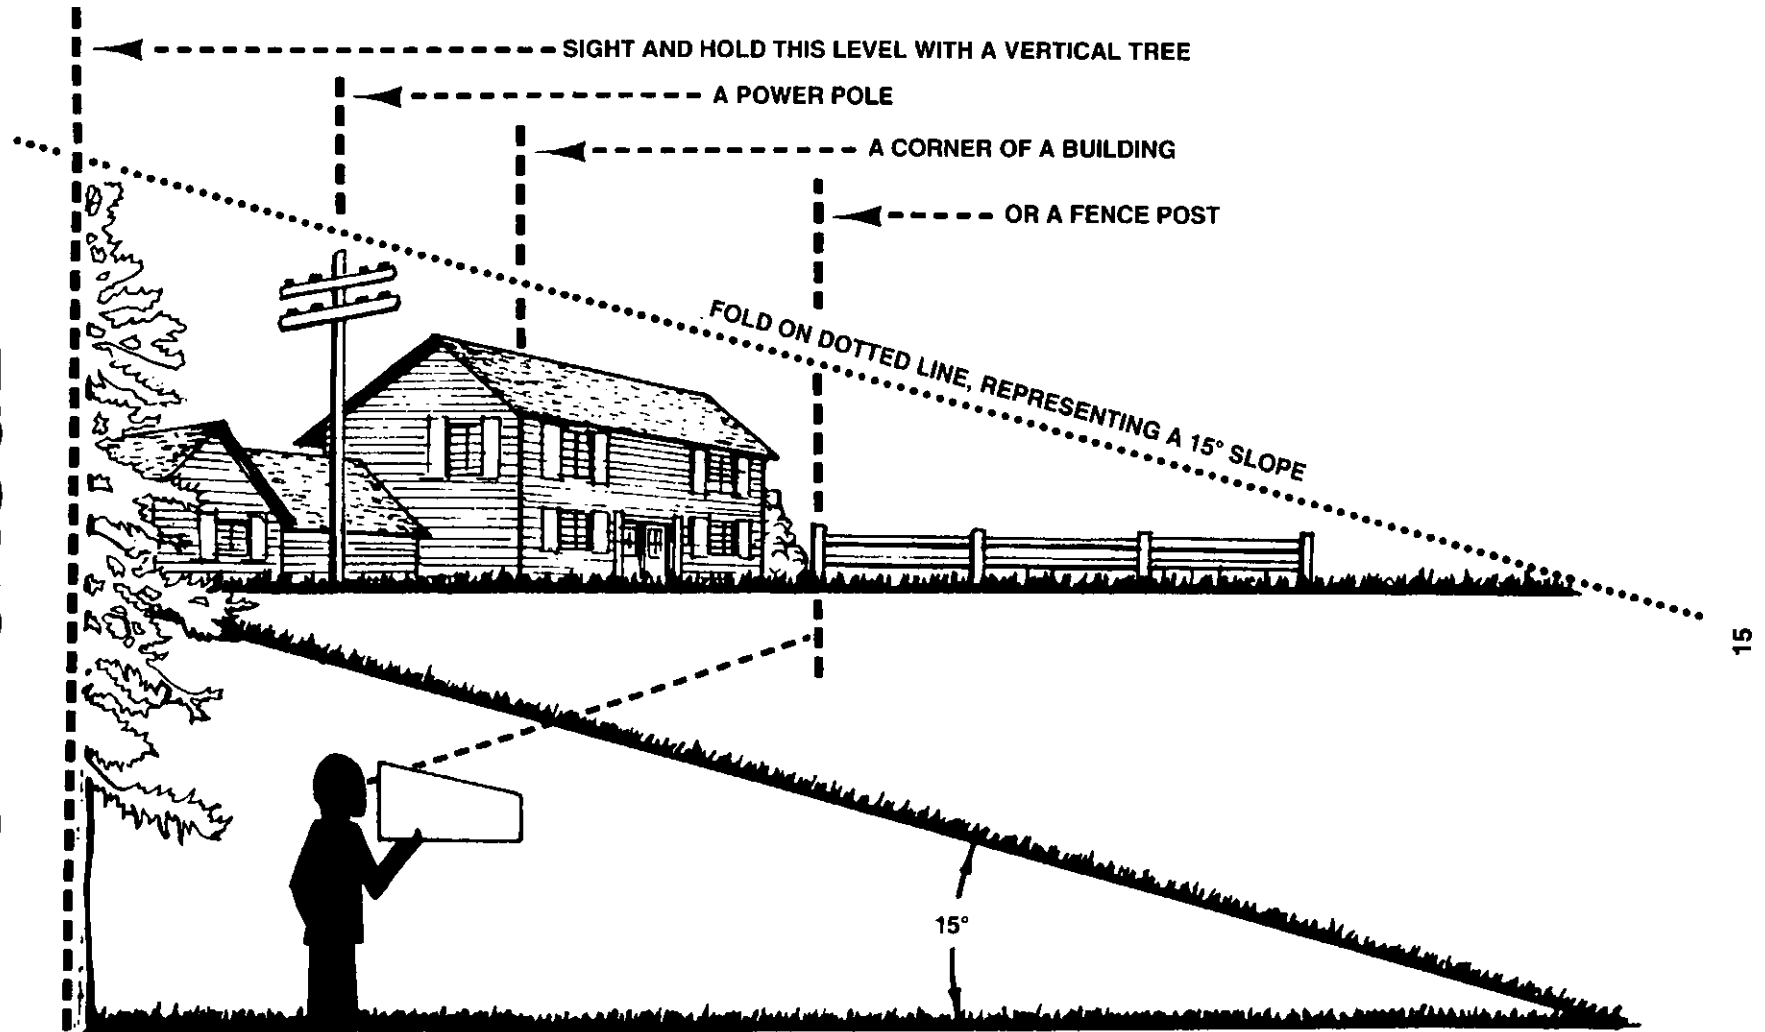 SIGHT AND HOLD THIS LEVEL WITH A VERTICAL TREE
A POWER POLE
A CORNER OF A BUILDING
OR A FENCE POST
FOLD ON DOTTED LINE, REPRESENTING A 15° SLOPE
15
15°